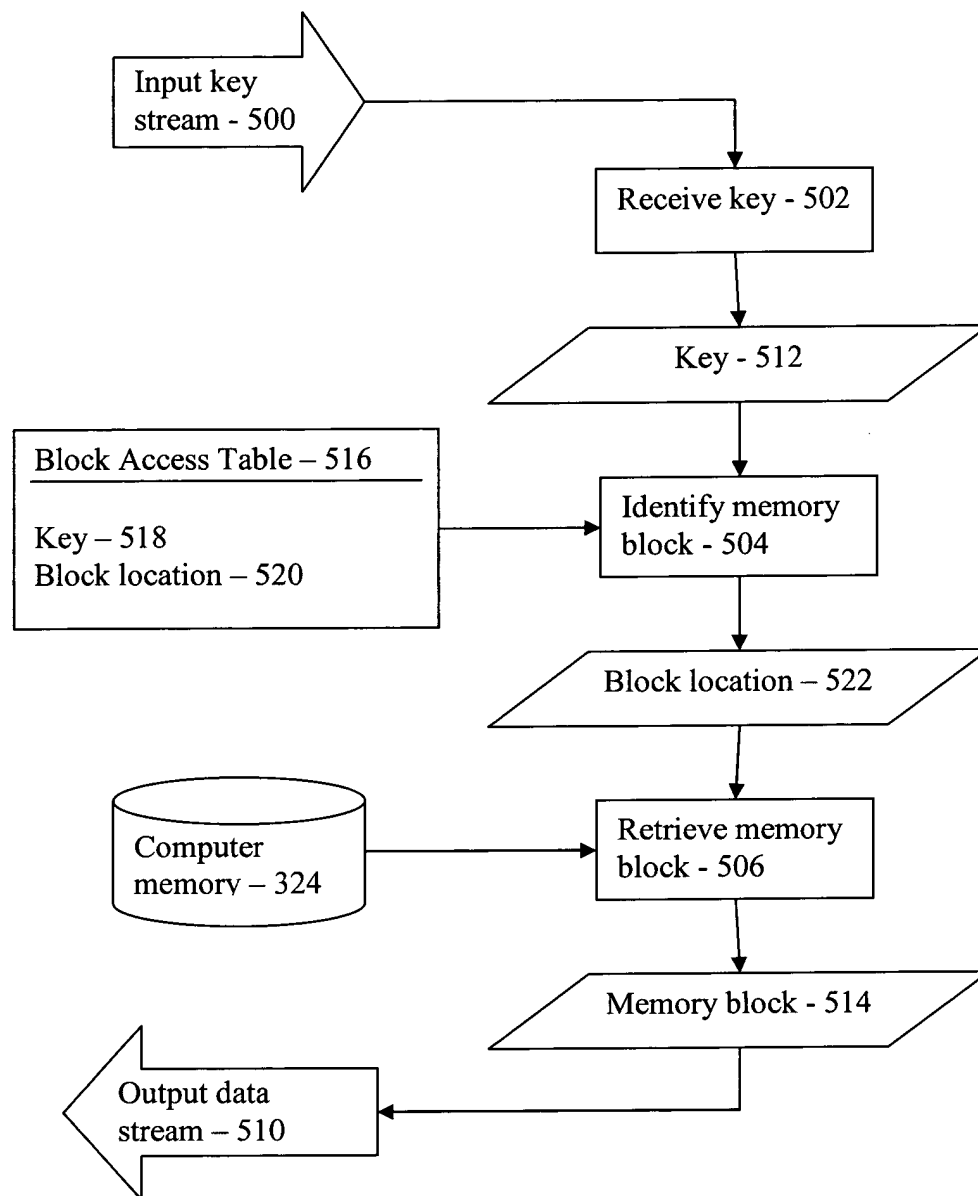 Input key
stream - 500
Receive key - 502
Key - 512
Block Access Table – 516
Key – 518
Block location – 520
Identify memory
block - 504
Block location – 522
Computer
memory – 324
Retrieve memory
block - 506
Memory block - 514
Output data
stream – 510